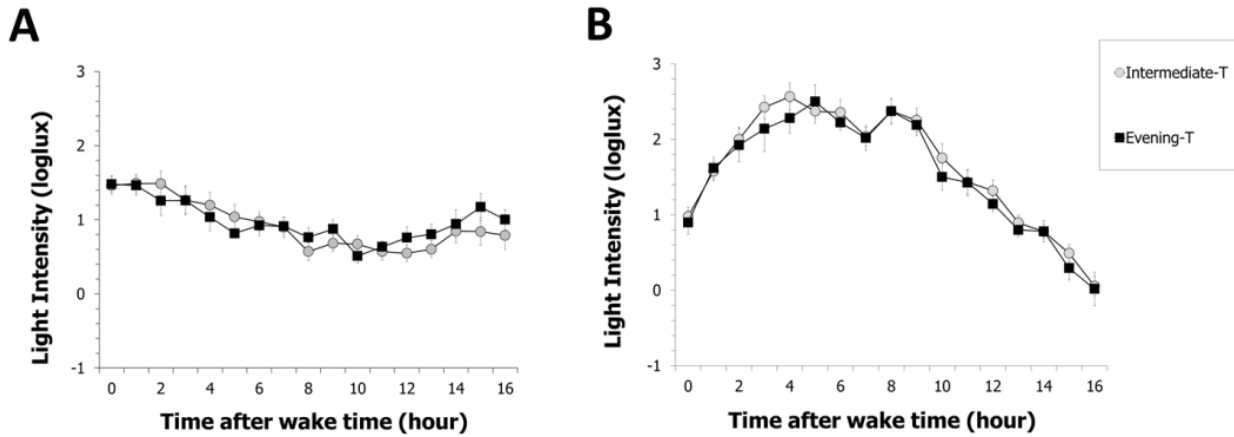 A
B
3
2
1
0
-1
Light Intensity (loglux)
0 2 4 6 8 10 12 14 16
Time after wake time (hour)
3
2
1
0
-1
Light Intensity (loglux)
0 2 4 6 8 10 12 14 16
Time after wake time (hour)
Intermediate-T
Evening-T